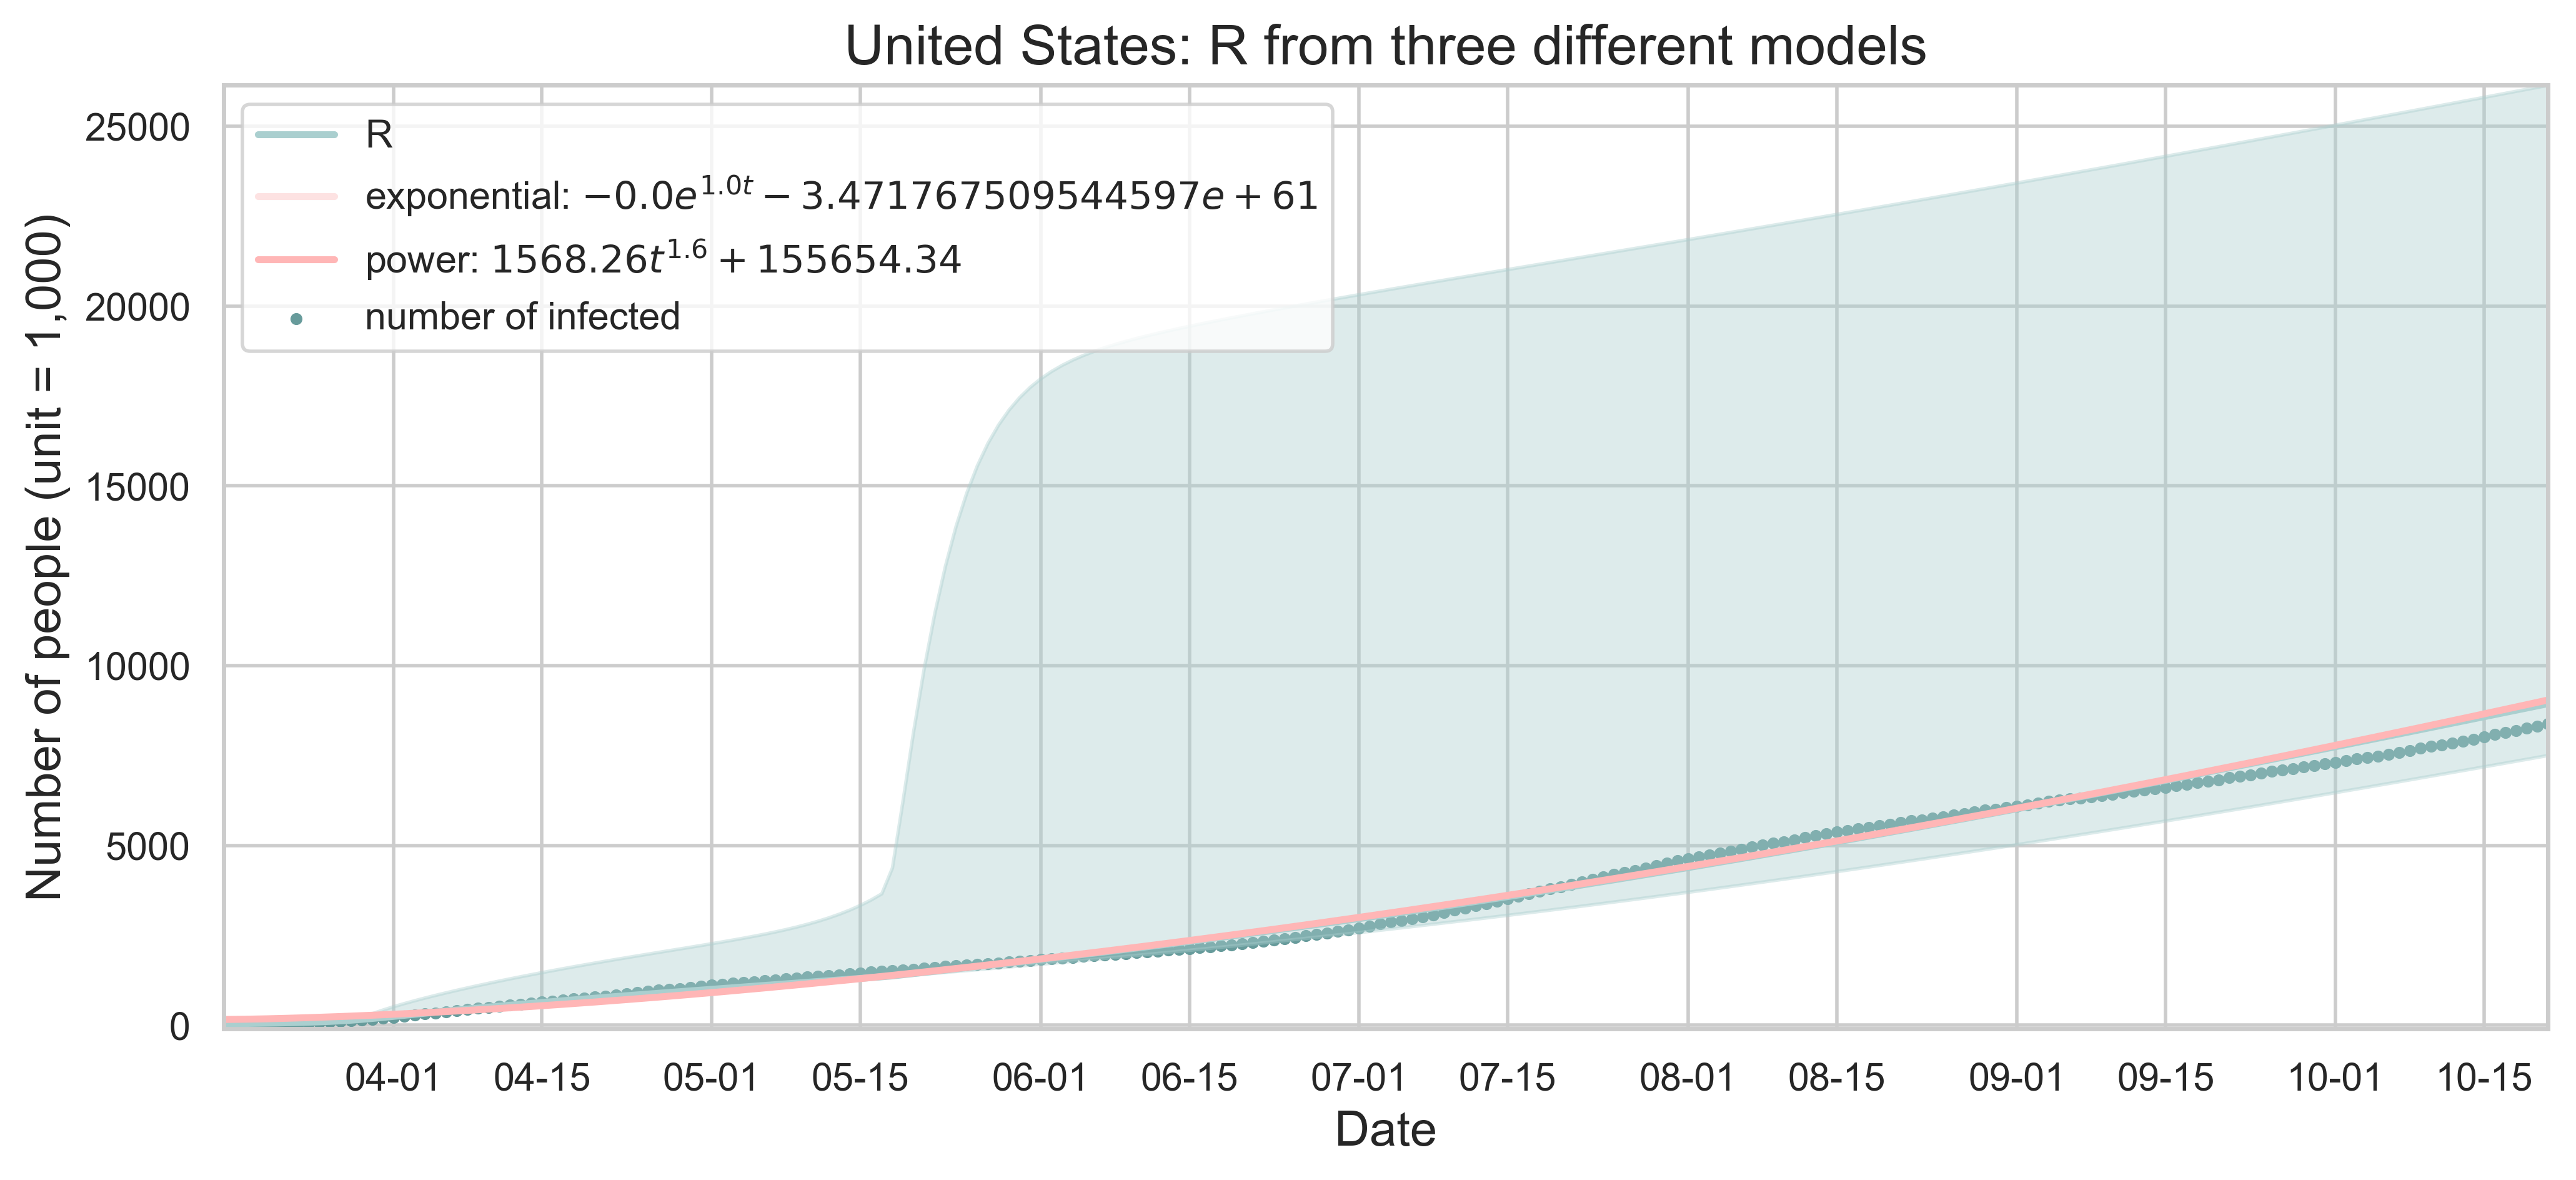 United States: R from three different models
R
exponential: −0.0e^{1.0t} − 3.471767509544597e + 61
power: 1568.26t^{1.6} + 155654.34
number of infected
Number of people (unit = 1,000)
25000
20000
15000
10000
5000
0
04-01 04-15 05-01 05-15 06-01 06-15 07-01 07-15 08-01 08-15 09-01 09-15 10-01 10-15
Date